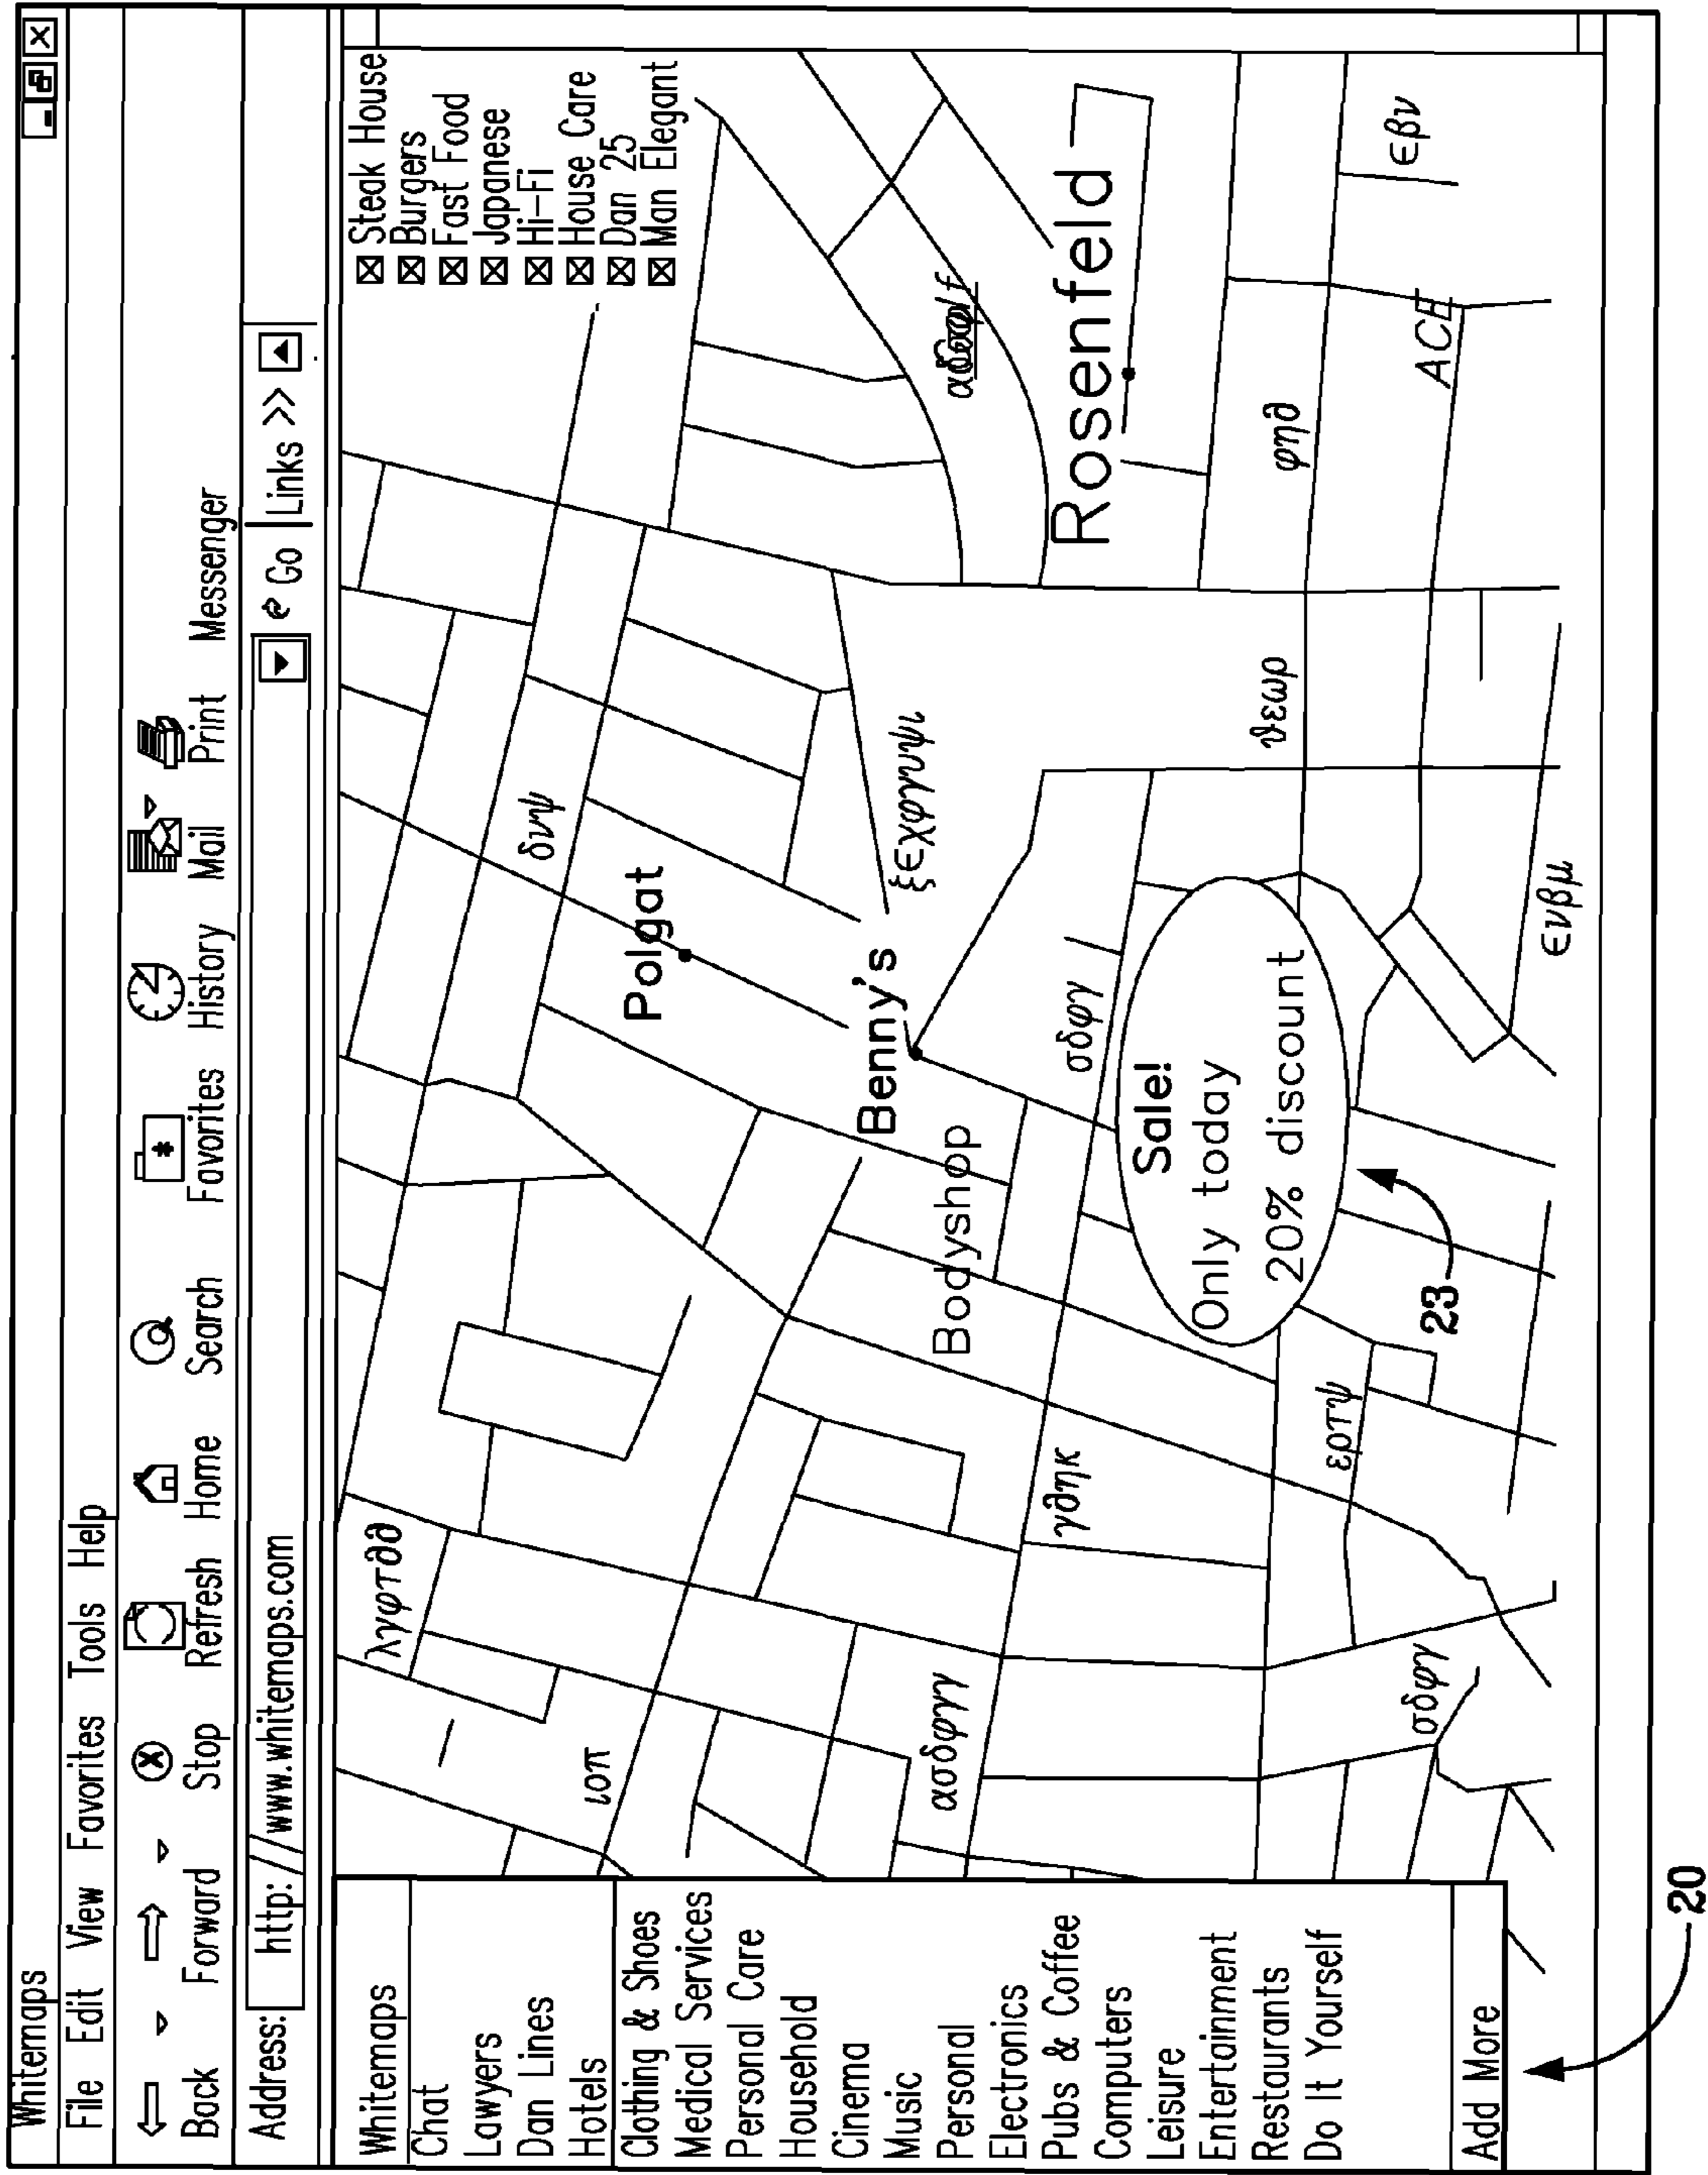 Whitemaps
File Edit View Favorites Tools Help
Back Forward Stop Refresh Home Search Favorites History Mail Print Messenger
Address: http://www.whitemaps.com Go Links >>
Whitemaps
Chat
Lawyers
Dan Lines
Hotels
Clothing & Shoes
Medical Services
Personal Care
Household
Cinema
Music
Personal
Electronics
Pubs & Coffee
Computers
Leisure
Entertainment
Restaurants
Do It Yourself
Add More
20
Steak House
Burgers
Fast Food
Japanese
Hi-Fi
House Care
Dan 25
Man Elegant
λγφτ∂∂
δνψ
ιοπ
Polgat
Benny's
ξεχφγυψι
Bodyshop
ασδφγγ
Rosenfeld
σδφγ
γ∂ηκ
Sale!
Only today
20% discount
ϑεωρ
φη∂
ερτψ
εβν
ACE
σδφγ
23
ενβμ